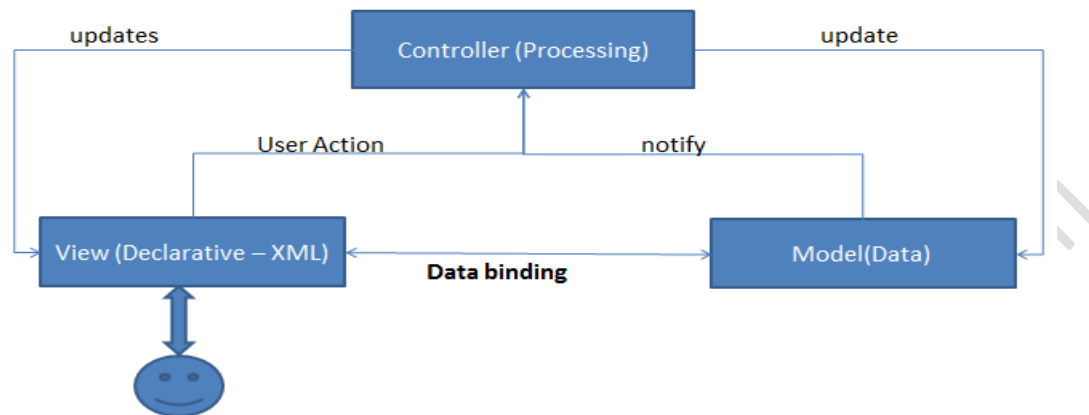 updates
Controller (Processing)
update
User Action
notify
View (Declarative – XML)
Data binding
Model(Data)